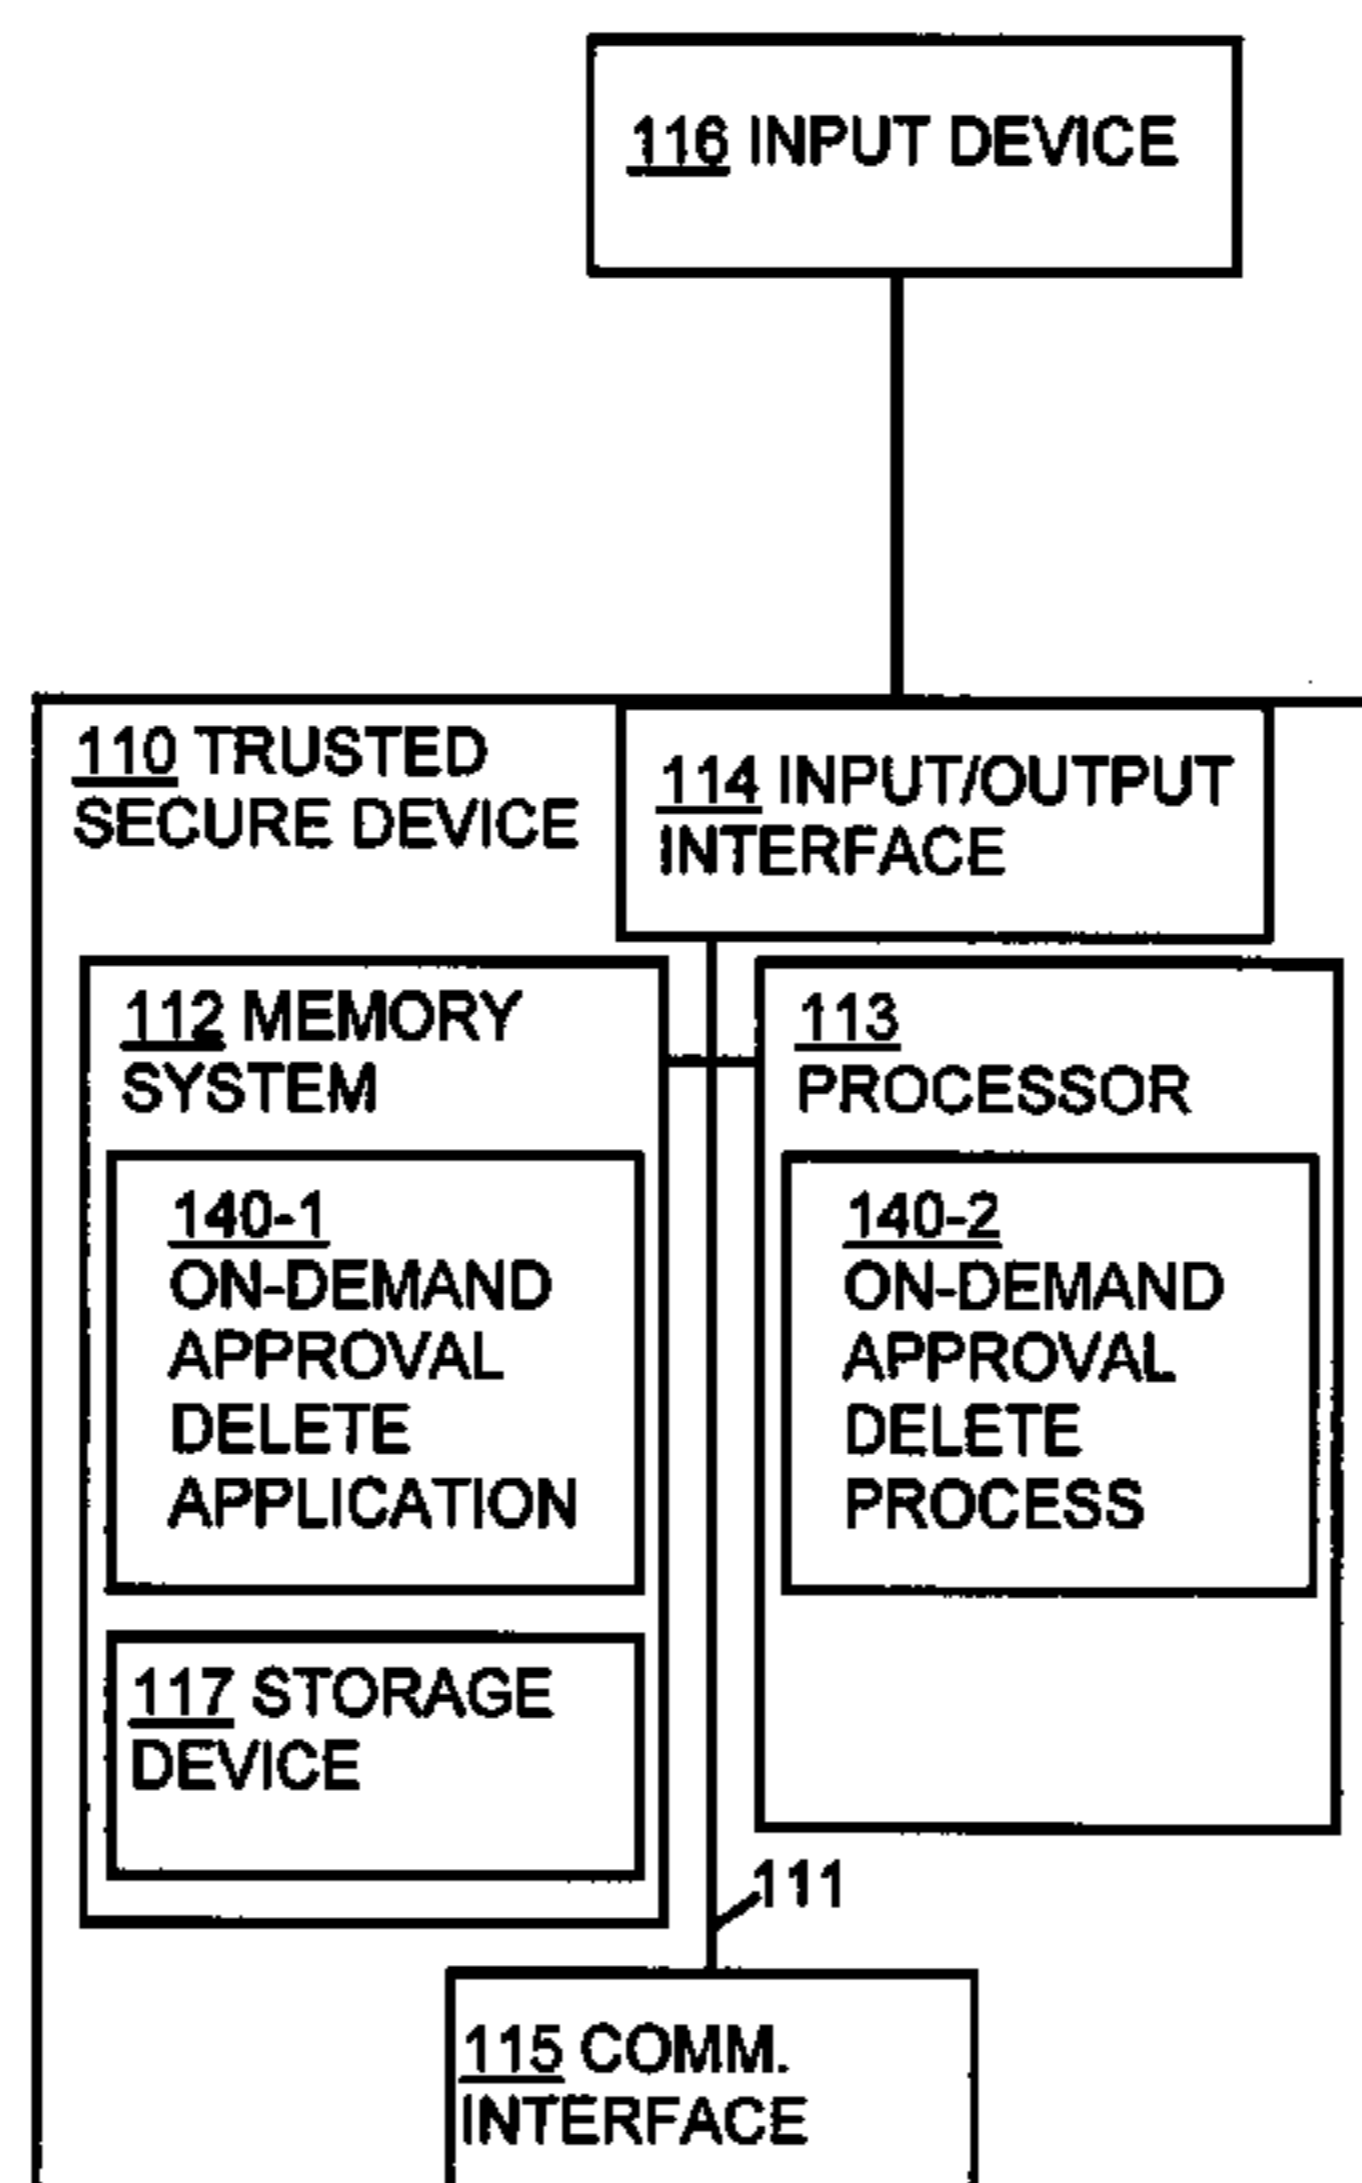 116 INPUT DEVICE
110 TRUSTED
SECURE DEVICE
114 INPUT/OUTPUT
INTERFACE
112 MEMORY
SYSTEM
113
PROCESSOR
140-1
ON-DEMAND
APPROVAL
DELETE
APPLICATION
140-2
ON-DEMAND
APPROVAL
DELETE
PROCESS
117 STORAGE
DEVICE
111
115 COMM.
INTERFACE